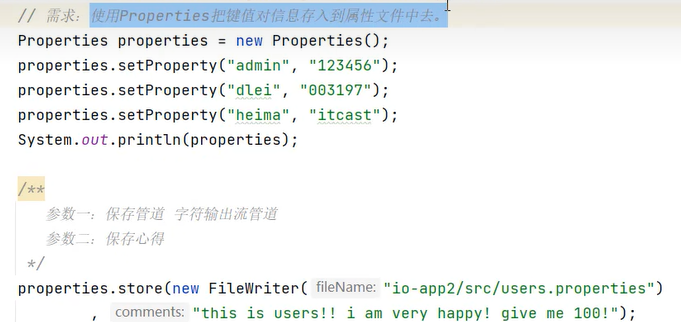 // 需求：使用Properties把键值对信息存入到属性文件中去。
Properties properties = new Properties();
properties.setProperty("admin", "123456");
properties.setProperty("dlei", "003197");
properties.setProperty("heima", "itcast");
System.out.println(properties);
/**
参数一：保存管道 字符输出流管道
参数二：保存心得
*/
properties.store(new FileWriter( fileName: "io-app2/src/users.properties")
, comments: "this is users!! i am very happy! give me 100!");